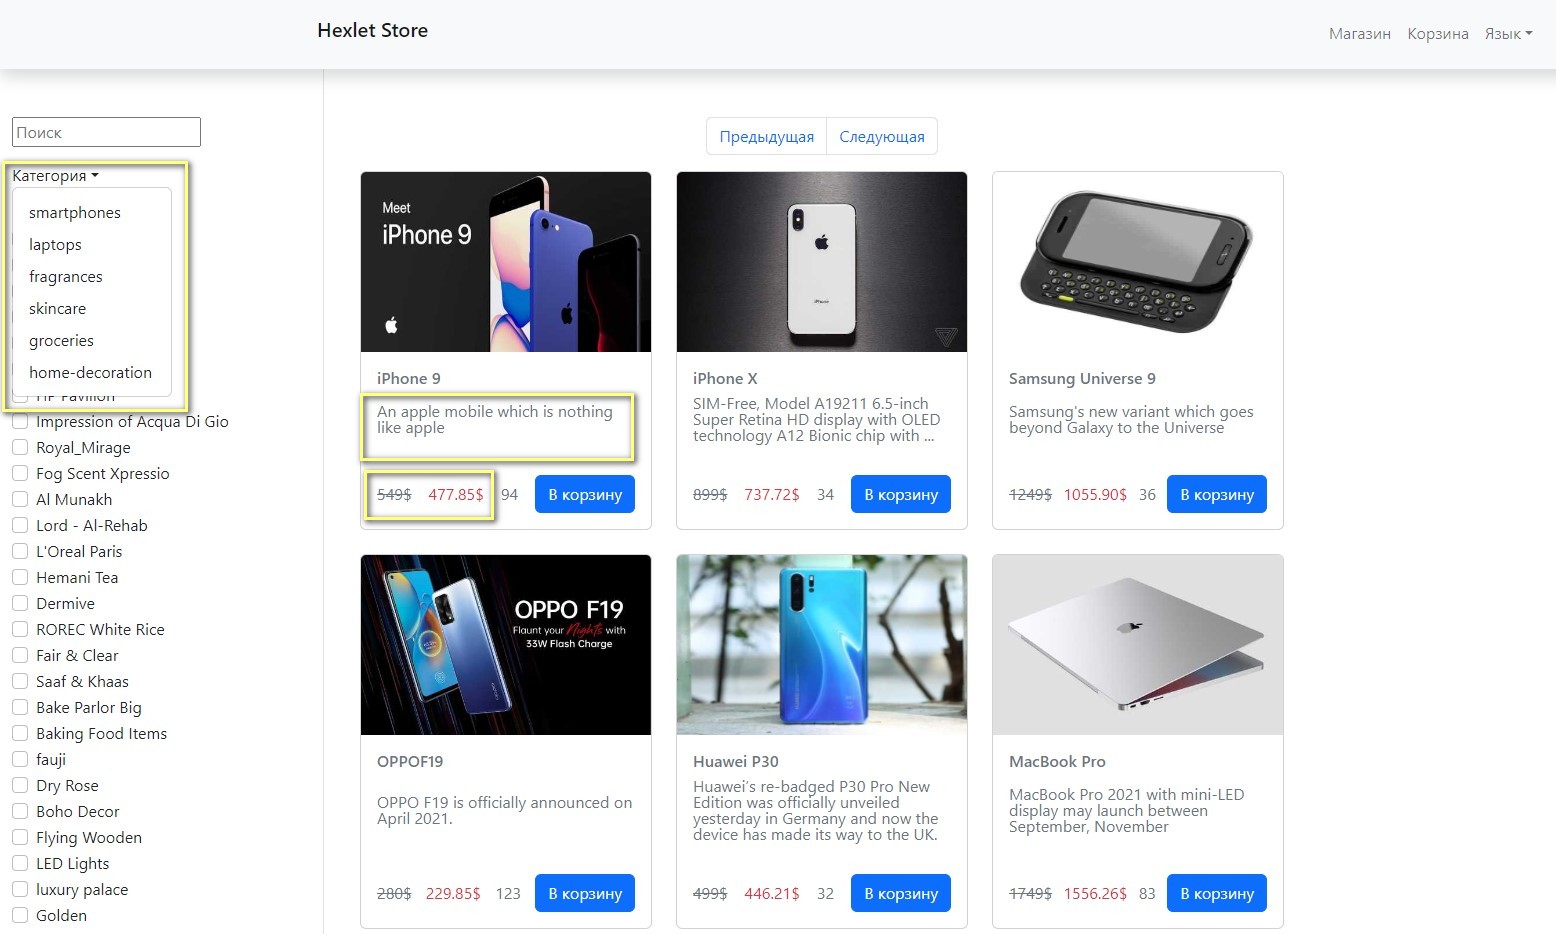 Hexlet Store
Магазин
Корзина
Язык
Поиск
Категория
smartphones
laptops
fragrances
skincare
groceries
home-decoration
HP Pavilion
Impression of Acqua Di Gio
Royal_Mirage
Fog Scent Xpressio
Al Munakh
Lord - Al-Rehab
L'Oreal Paris
Hemani Tea
Dermive
ROREC White Rice
Fair & Clear
Saaf & Khaas
Bake Parlor Big
Baking Food Items
fauji
Dry Rose
Boho Decor
Flying Wooden
LED Lights
luxury palace
Golden
Предыдущая
Следующая
Meet
iPhone 9
iPhone 9
An apple mobile which is nothing
like apple
549$ 477.85$ 94 В корзину
iPhone
iPhone X
SIM-Free, Model A19211 6.5-inch
Super Retina HD display with OLED
technology A12 Bionic chip with ...
899$ 737.72$ 34 В корзину
Samsung Universe 9
Samsung's new variant which goes
beyond Galaxy to the Universe
1249$ 1055.90$ 36 В корзину
OPPO F19
Flaunt your Nights with
33W Flash Charge
OPPOF19
OPPO F19 is officially announced on
April 2021.
280$ 229.85$ 123 В корзину
Huawei P30
Huawei’s re-badged P30 Pro New
Edition was officially unveiled
yesterday in Germany and now the
device has made its way to the UK.
499$ 446.21$ 32 В корзину
MacBook Pro
MacBook Pro 2021 with mini-LED
display may launch between
September, November
1749$ 1556.26$ 83 В корзину